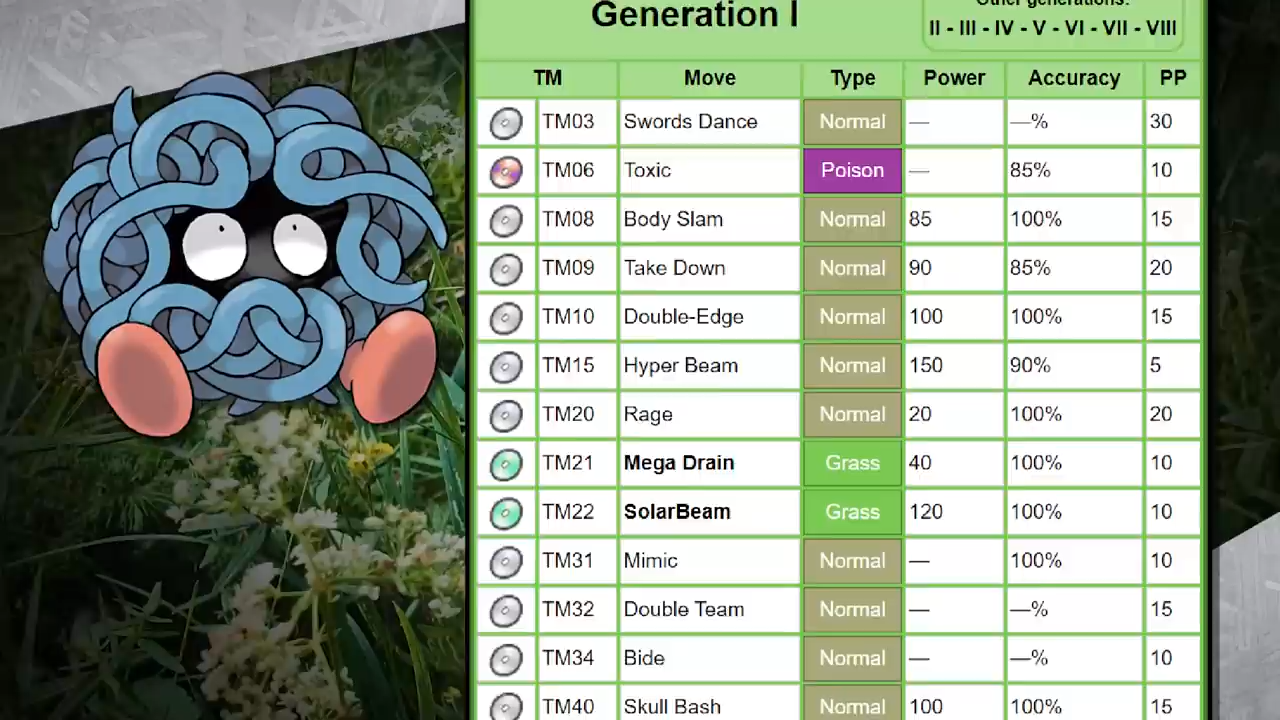 Generation I
Other generations:
II - III - IV - V - VI - VII - VIII
TM Move Type Power Accuracy PP
TM03 Swords Dance Normal — —% 30
TM06 Toxic Poison — 85% 10
TM08 Body Slam Normal 85 100% 15
TM09 Take Down Normal 90 85% 20
TM10 Double-Edge Normal 100 100% 15
TM15 Hyper Beam Normal 150 90% 5
TM20 Rage Normal 20 100% 20
TM21 Mega Drain Grass 40 100% 10
TM22 SolarBeam Grass 120 100% 10
TM31 Mimic Normal — 100% 10
TM32 Double Team Normal — —% 15
TM34 Bide Normal — —% 10
TM40 Skull Bash Normal 100 100% 15